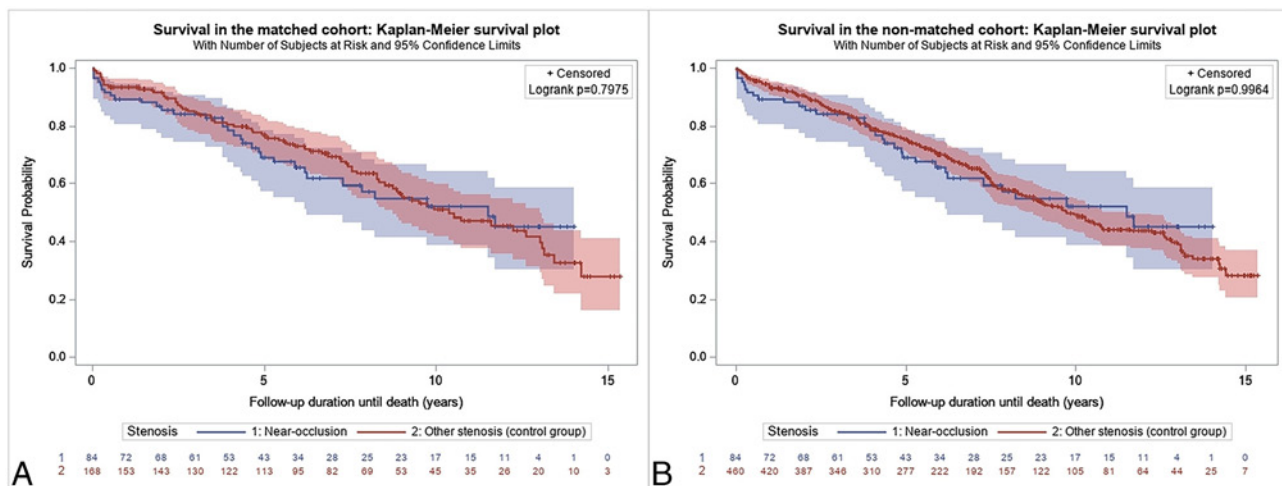 Survival in the matched cohort: Kaplan-Meier survival plot
With Number of Subjects at Risk and 95% Confidence Limits
+ Censored
Logrank p=0.7975
1.0
0.8
0.6
0.4
0.2
0.0
Survival Probability
0 5 10 15
Follow-up duration until death (years)
Stenosis 1: Near-occlusion 2: Other stenosis (control group)
1 84 72 68 61 53 43 34 28 25 23 17 15 11 4 1 0
2 168 153 143 130 122 113 95 82 69 53 45 35 26 20 10 3
A
Survival in the non-matched cohort: Kaplan-Meier survival plot
With Number of Subjects at Risk and 95% Confidence Limits
+ Censored
Logrank p=0.9964
1.0
0.8
0.6
0.4
0.2
0.0
Survival Probability
0 5 10 15
Follow-up duration until death (years)
Stenosis 1: Near-occlusion 2: Other stenosis (control group)
1 84 72 68 61 53 43 34 28 25 23 17 15 11 4 1 0
2 460 420 387 346 310 277 222 192 157 122 105 81 64 44 25 7
B